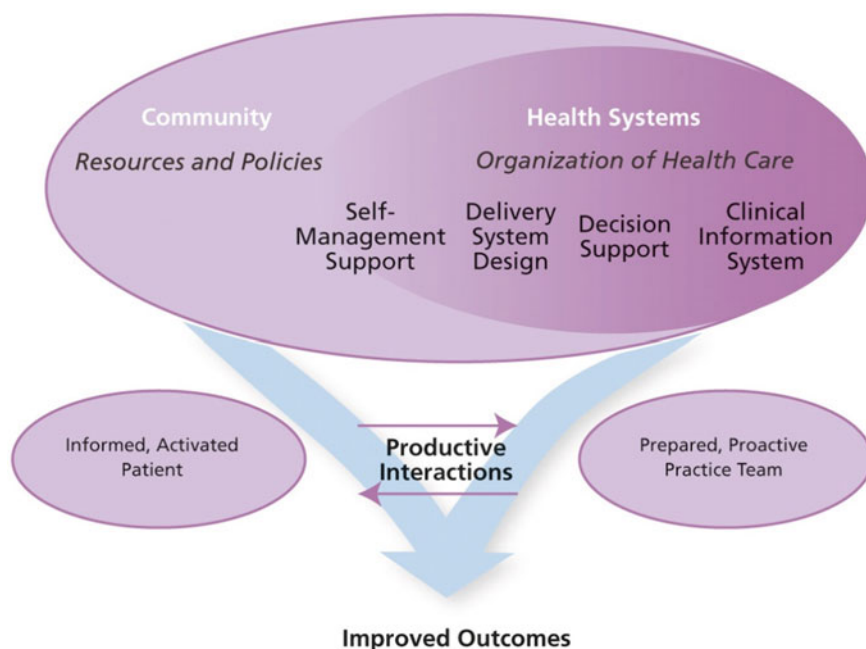 Community
Health Systems
Resources and Policies
Organization of Health Care
Self-
Management
Support
Delivery
System
Design
Decision
Support
Clinical
Information
System
Informed, Activated
Patient
Productive
Interactions
Prepared, Proactive
Practice Team
Improved Outcomes